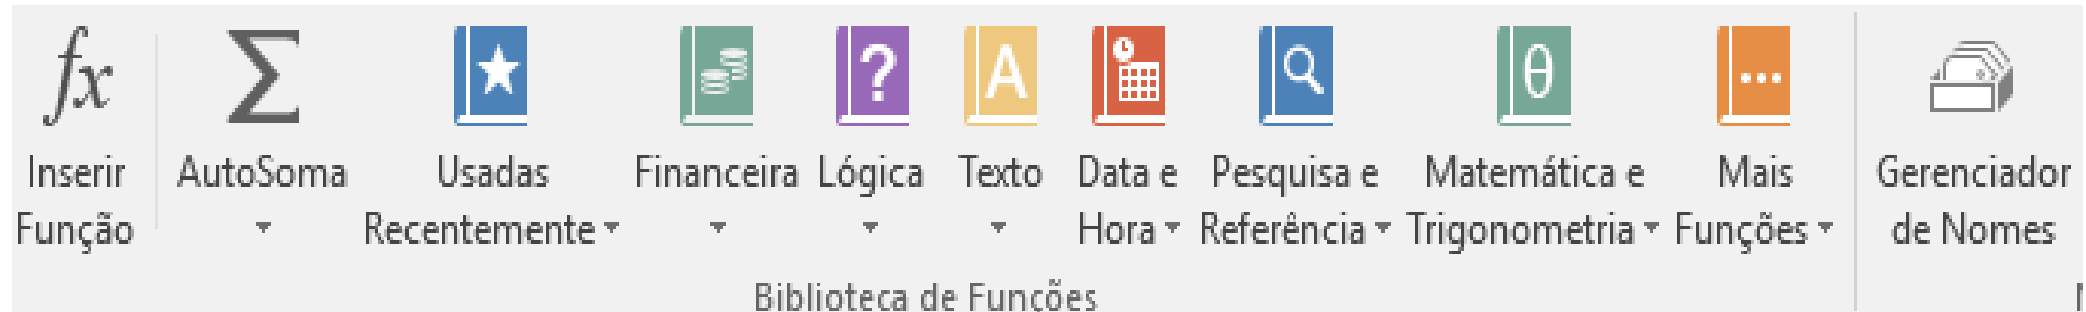 fx
Inserir
Função
Σ
AutoSoma
Usadas
Recentemente
Financeira
?
Lógica
A
Texto
Data e
Hora
Pesquisa e
Referência
θ
Matemática e
Trigonometria
...
Mais
Funções
Gerenciador
de Nomes
Biblioteca de Funções